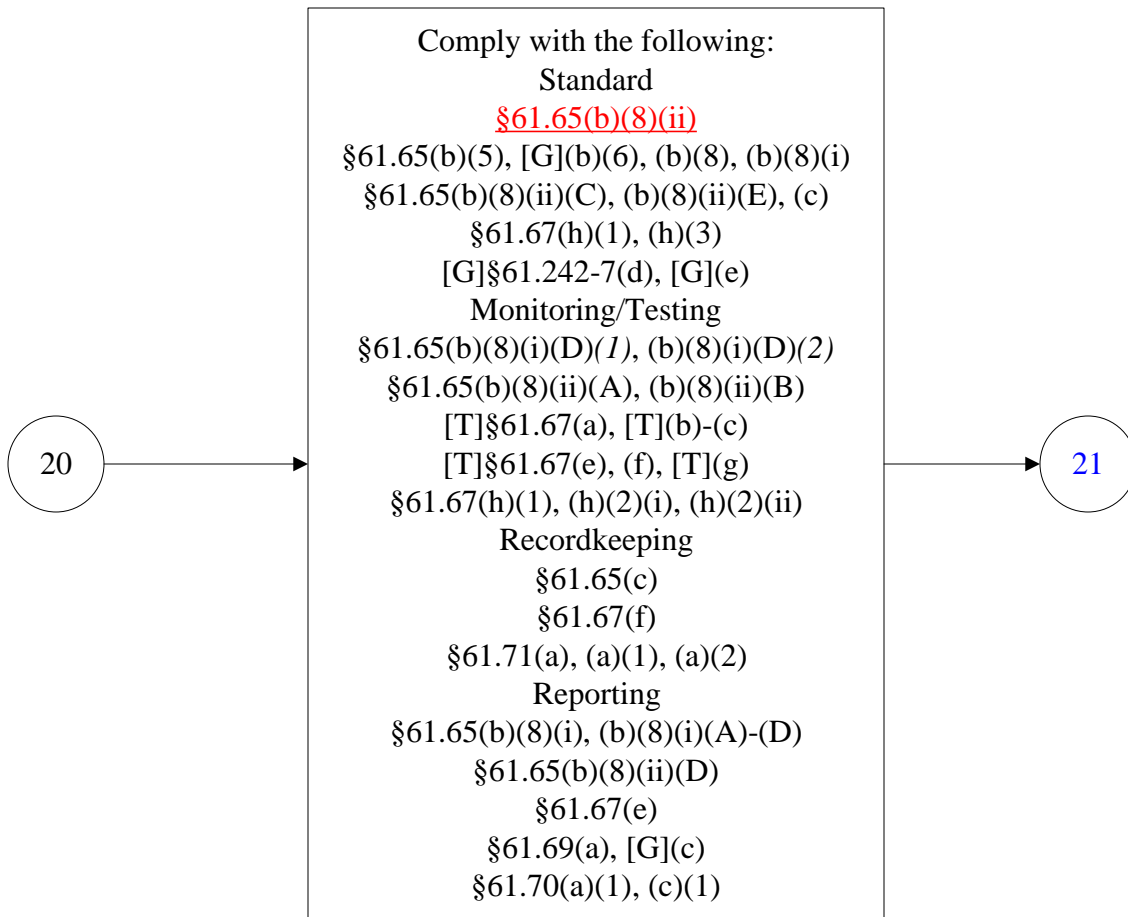 Comply with the following:
Standard
§61.65(b)(8)(ii)
§61.65(b)(5), [G](b)(6), (b)(8), (b)(8)(i)
§61.65(b)(8)(ii)(C), (b)(8)(ii)(E), (c)
§61.67(h)(1), (h)(3)
[G]§61.242-7(d), [G](e)
Monitoring/Testing
§61.65(b)(8)(i)(D)(1), (b)(8)(i)(D)(2)
§61.65(b)(8)(ii)(A), (b)(8)(ii)(B)
[T]§61.67(a), [T](b)-(c)
[T]§61.67(e), (f), [T](g)
§61.67(h)(1), (h)(2)(i), (h)(2)(ii)
Recordkeeping
§61.65(c)
§61.67(f)
§61.71(a), (a)(1), (a)(2)
Reporting
§61.65(b)(8)(i), (b)(8)(i)(A)-(D)
§61.65(b)(8)(ii)(D)
§61.67(e)
§61.69(a), [G](c)
§61.70(a)(1), (c)(1)
20
21